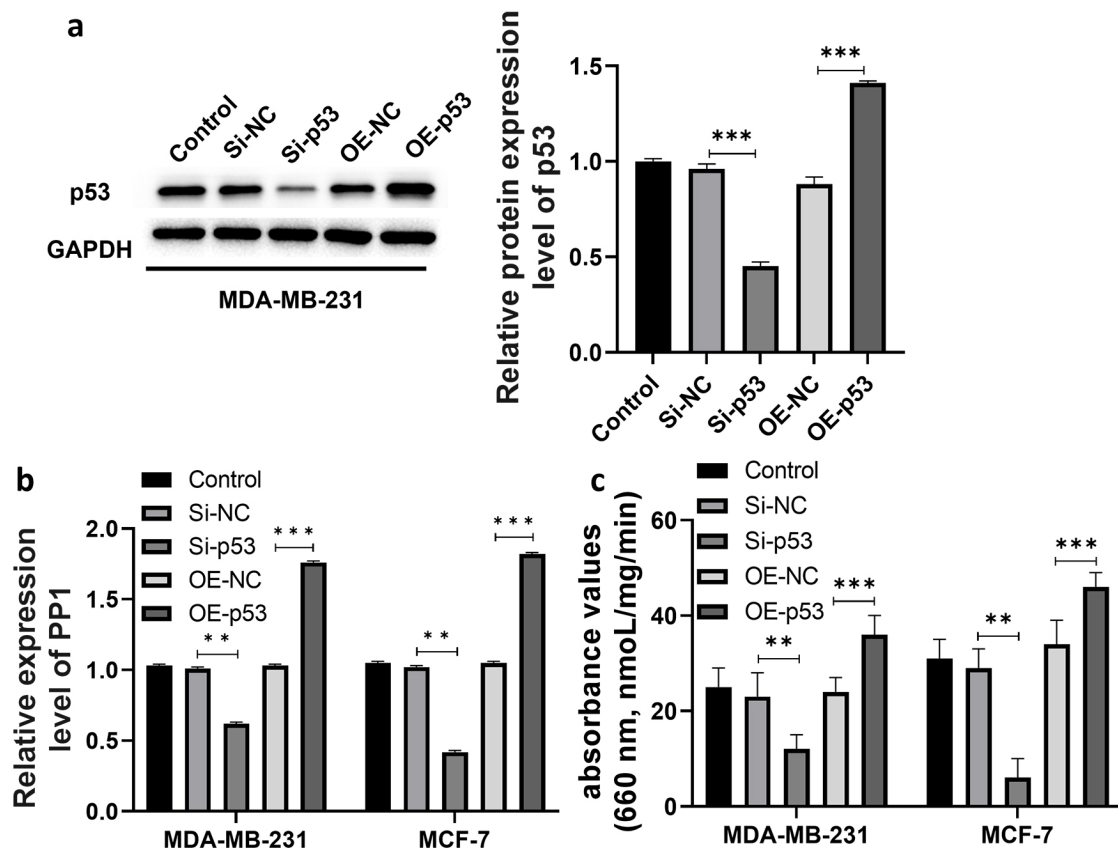 a
Control
Si-NC
Si-p53
OE-NC
OE-p53
p53
GAPDH
MDA-MB-231
Relative protein expression
level of p53
1.5
1.0
0.5
0.0
***
***
Control
Si-NC
Si-p53
OE-NC
OE-p53
b
Control
Si-NC
Si-p53
OE-NC
OE-p53
Relative expression
level of PP1
2.0
1.5
1.0
0.5
0.0
**
***
**
***
MDA-MB-231
MCF-7
c
Control
Si-NC
Si-p53
OE-NC
OE-p53
absorbance values
(660 nm, nmoL/mg/min)
60
40
20
0
**
***
**
***
MDA-MB-231
MCF-7